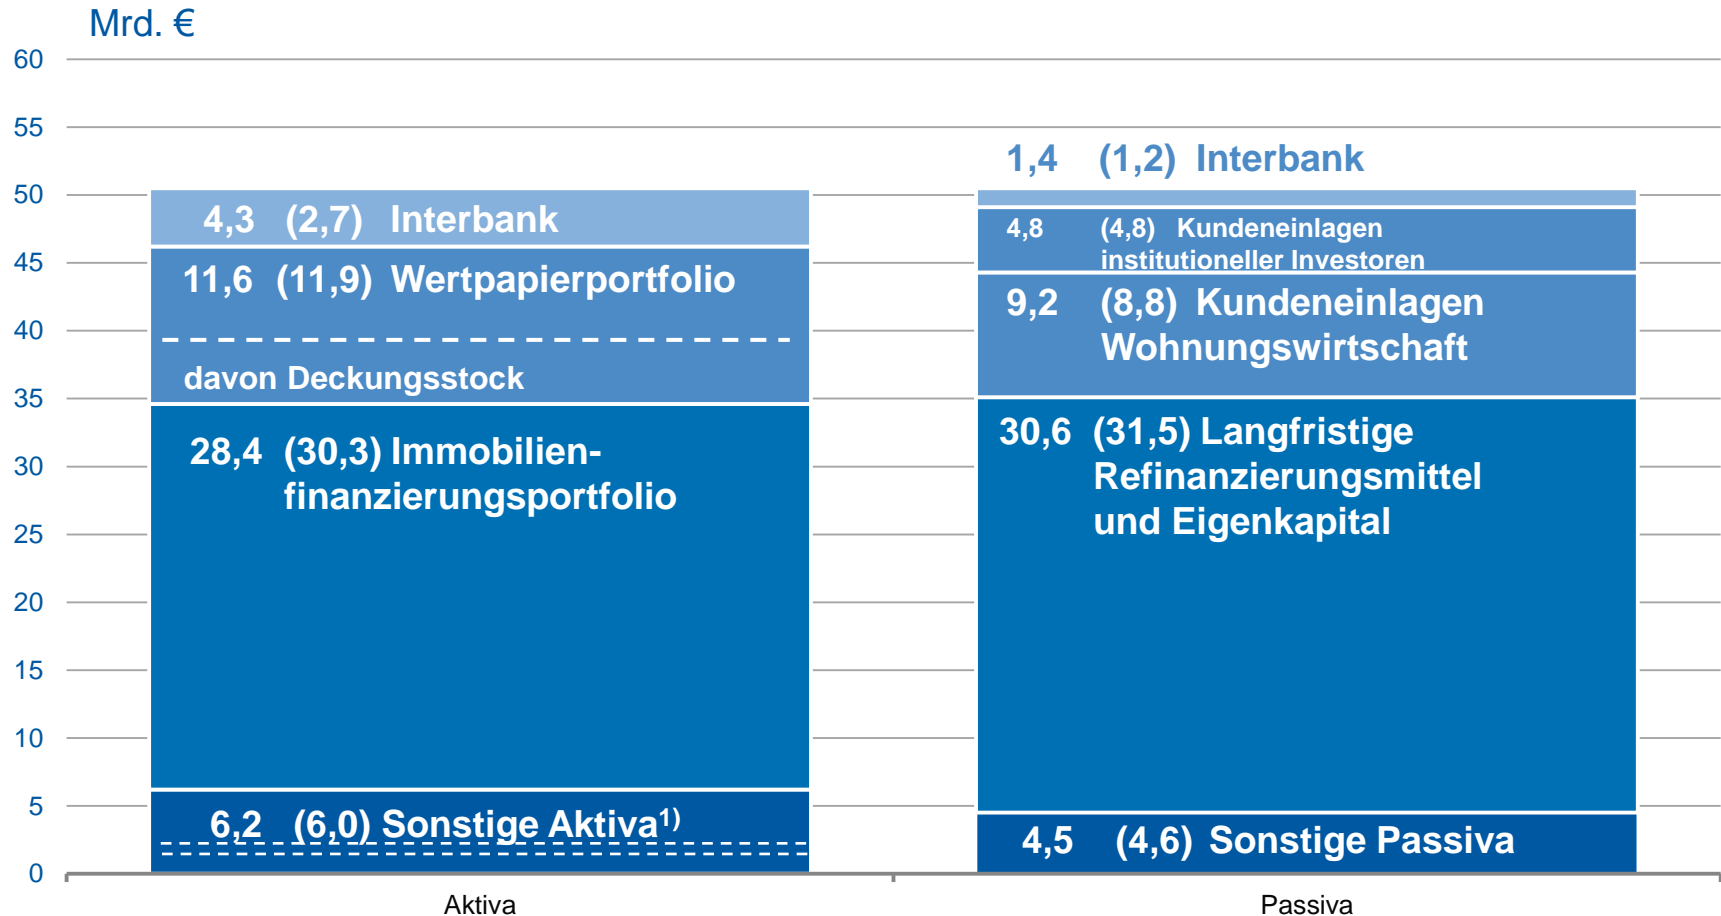 Mrd. €
60
55
50
45
40
35
30
25
20
15
10
5
0
4,3 (2,7) Interbank
11,6 (11,9) Wertpapierportfolio
davon Deckungsstock
28,4 (30,3) Immobilien-
finanzierungsportfolio
6,2 (6,0) Sonstige Aktiva¹⁾
1,4 (1,2) Interbank
4,8 (4,8) Kundeneinlagen
institutioneller Investoren
9,2 (8,8) Kundeneinlagen
Wohnungswirtschaft
30,6 (31,5) Langfristige
Refinanzierungsmittel
und Eigenkapital
4,5 (4,6) Sonstige Passiva
Aktiva
Passiva